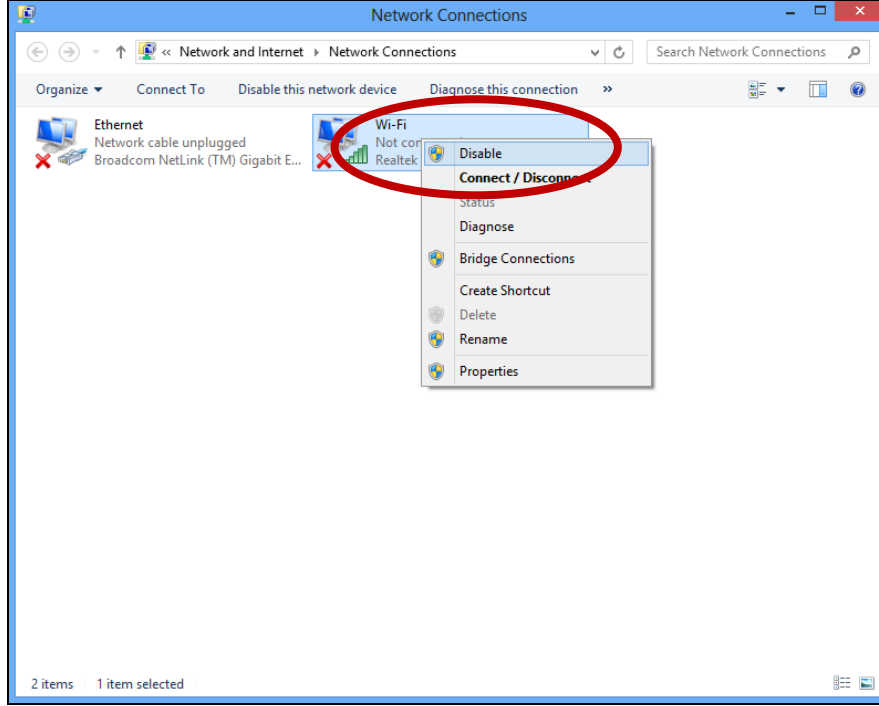 Network Connections
« Network and Internet Network Connections
Search Network Connections
Organize Connect To Disable this network device Diagnose this connection »
Ethernet
Network cable unplugged
Broadcom NetLink (TM) Gigabit E...
Wi-Fi
Not
Realtek
Disable
Connect / Disconnect
Status
Diagnose
Bridge Connections
Create Shortcut
Delete
Rename
Properties
2 items 1 item selected